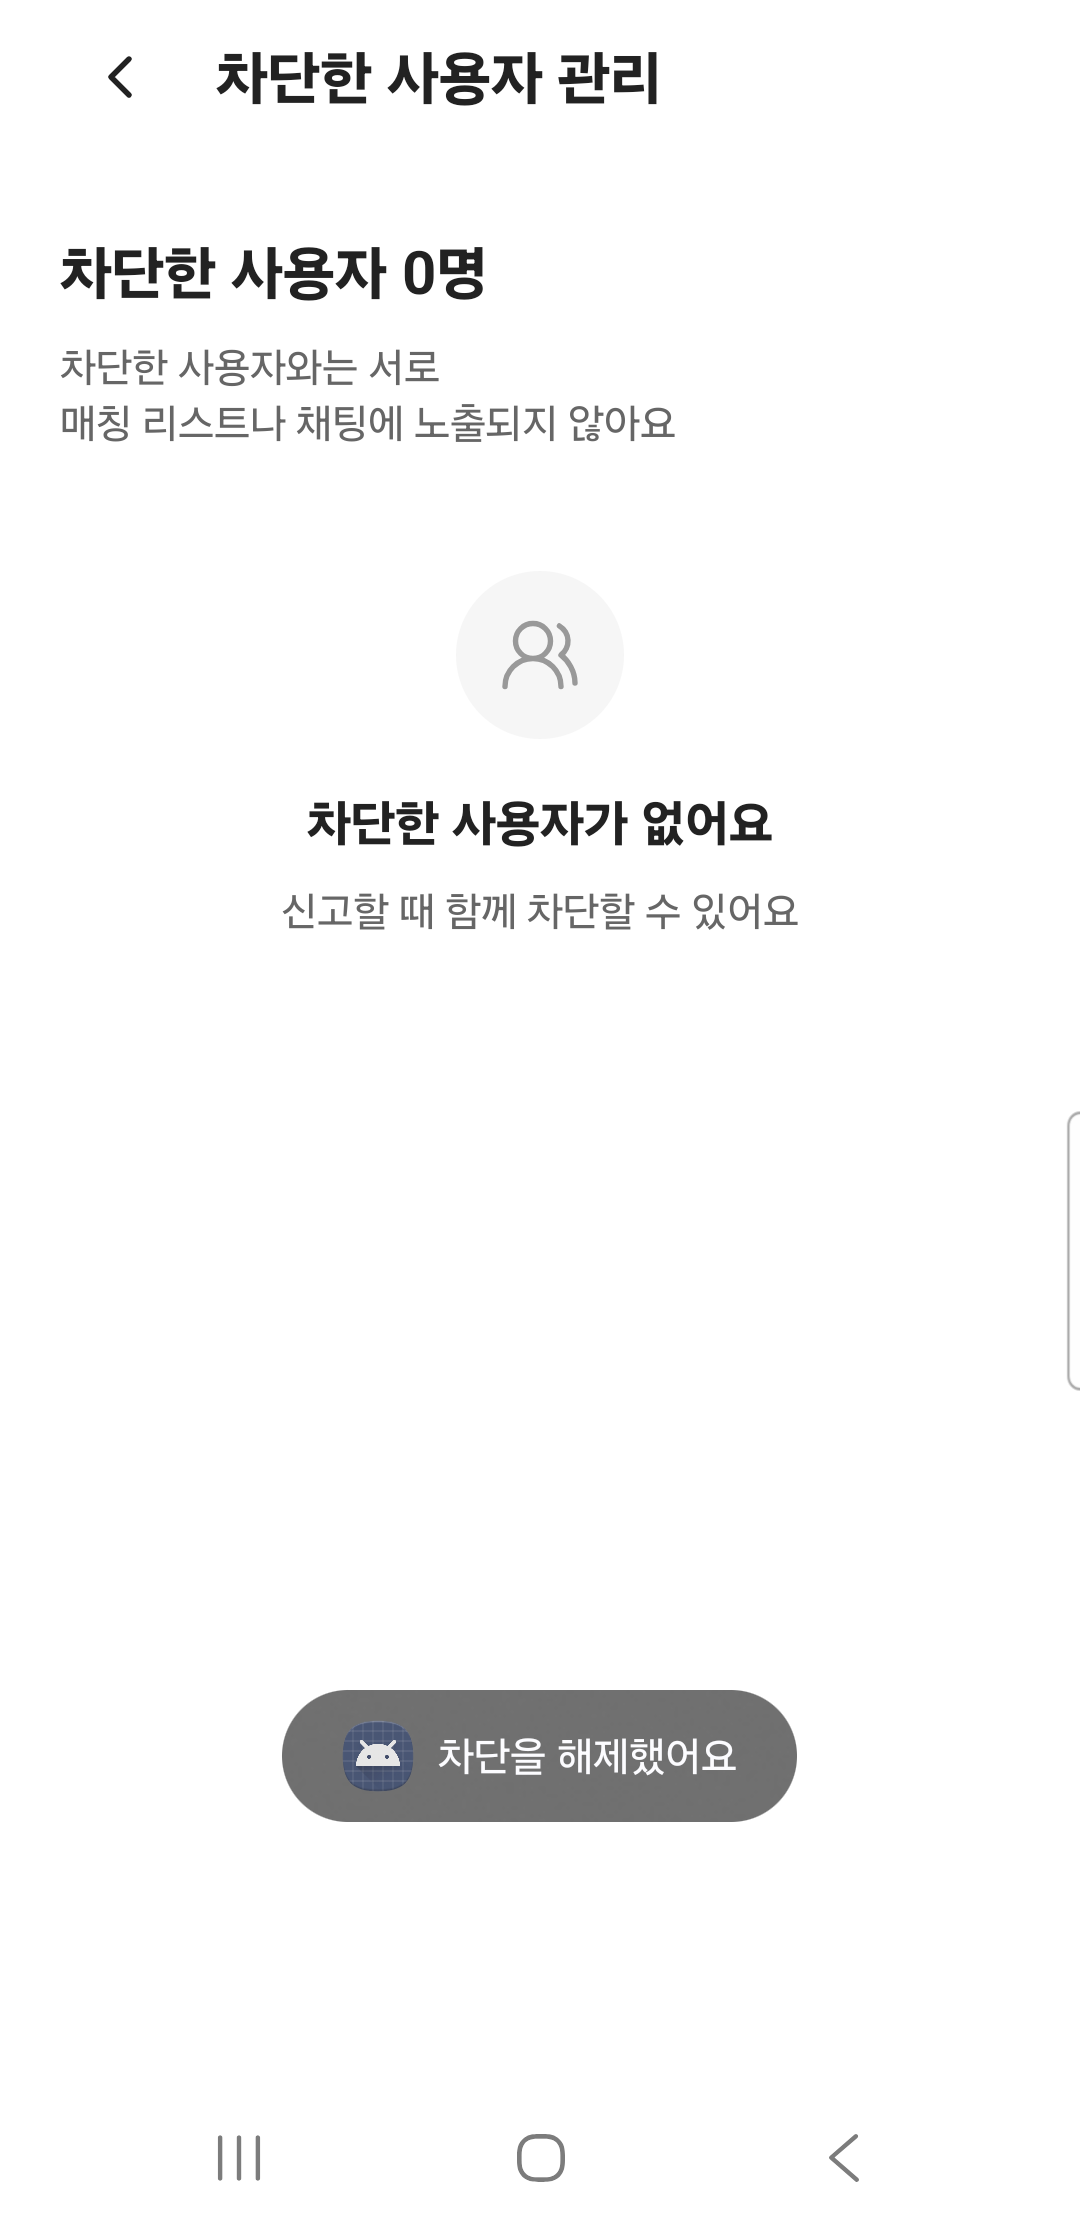 차단한 사용자 관리
차단한 사용자 0명
차단한 사용자와는 서로
매칭 리스트나 채팅에 노출되지 않아요
차단한 사용자가 없어요
신고할 때 함께 차단할 수 있어요
차단을 해제했어요